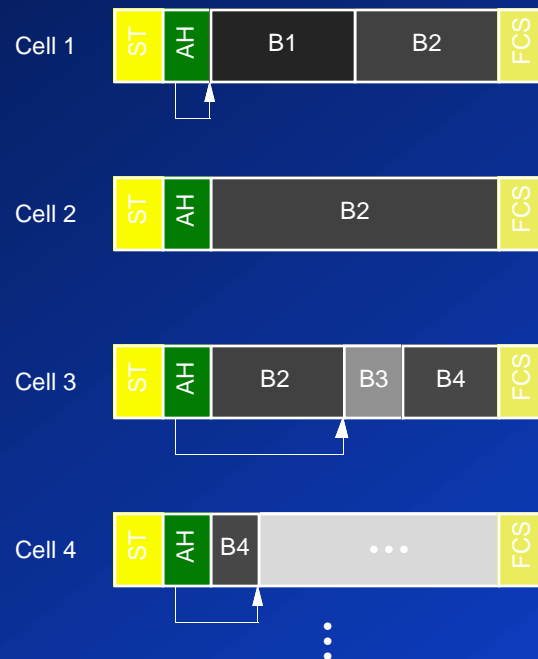 Cell 1 ST AH B1 B2 FCS
Cell 2 ST AH B2 FCS
Cell 3 ST AH B2 B3 B4 FCS
Cell 4 ST AH B4 ... FCS